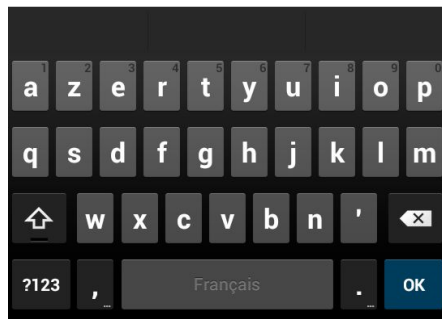 1 2 3 4 5 6 7 8 9 0
a z e r t y u i o p
q s d f g h j k l m
w x c v b n '
?123 , ... Français . ... OK